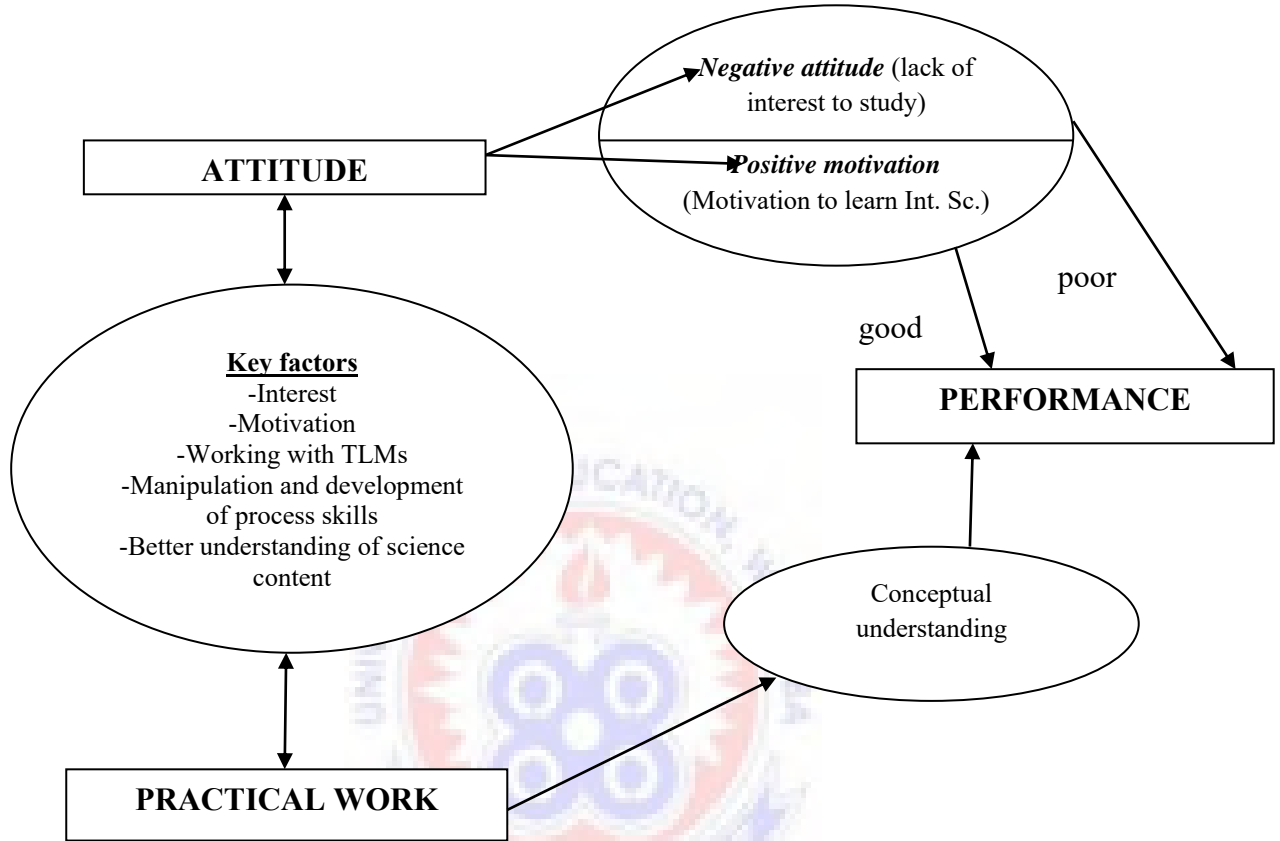 Negative attitude (lack of
interest to study)
ATTITUDE
Positive motivation
(Motivation to learn Int. Sc.)
poor
good
Key factors
-Interest
-Motivation
-Working with TLMs
-Manipulation and development
of process skills
-Better understanding of science
content
PERFORMANCE
Conceptual
understanding
PRACTICAL WORK